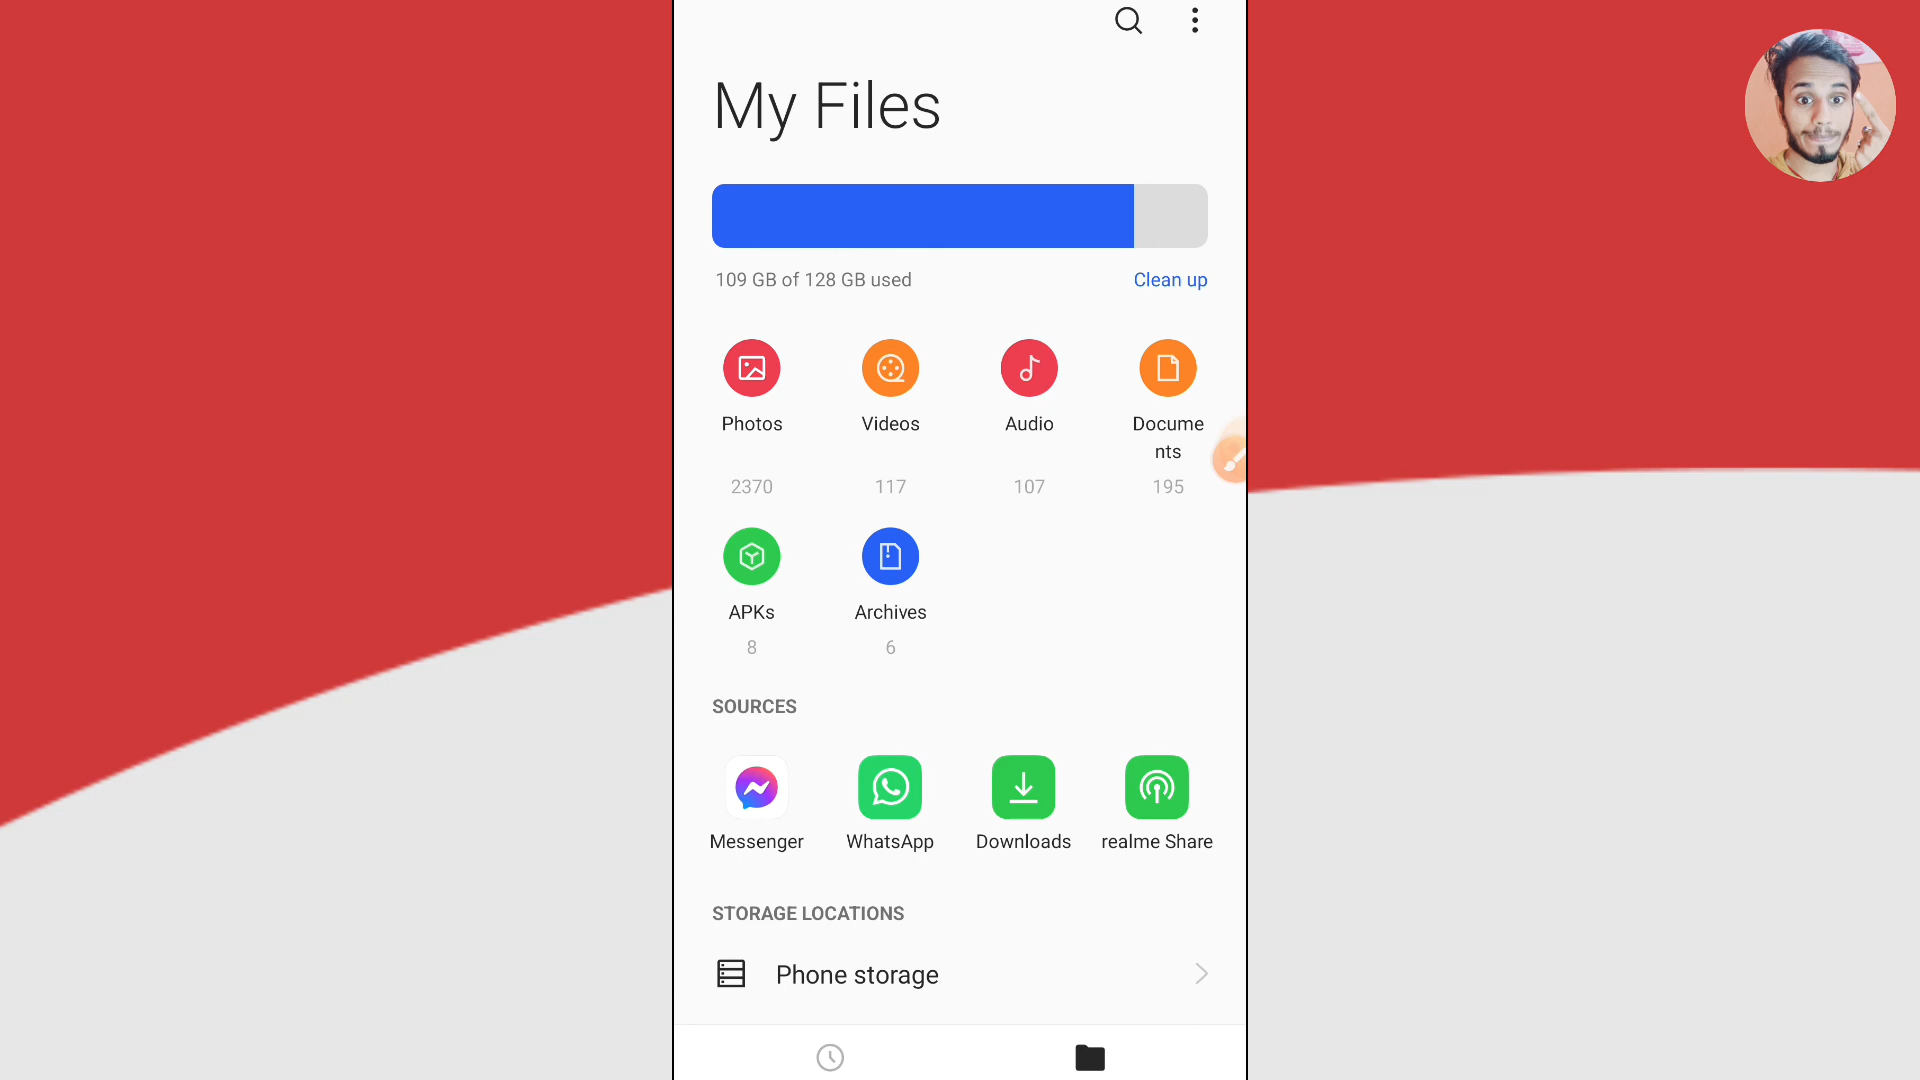 My Files
109 GB of 128 GB used
Clean up
Photos
Videos
Audio
Docume
nts
2370
117
107
195
APKs
Archives
8
6
SOURCES
Messenger
WhatsApp
Downloads
realme Share
STORAGE LOCATIONS
Phone storage